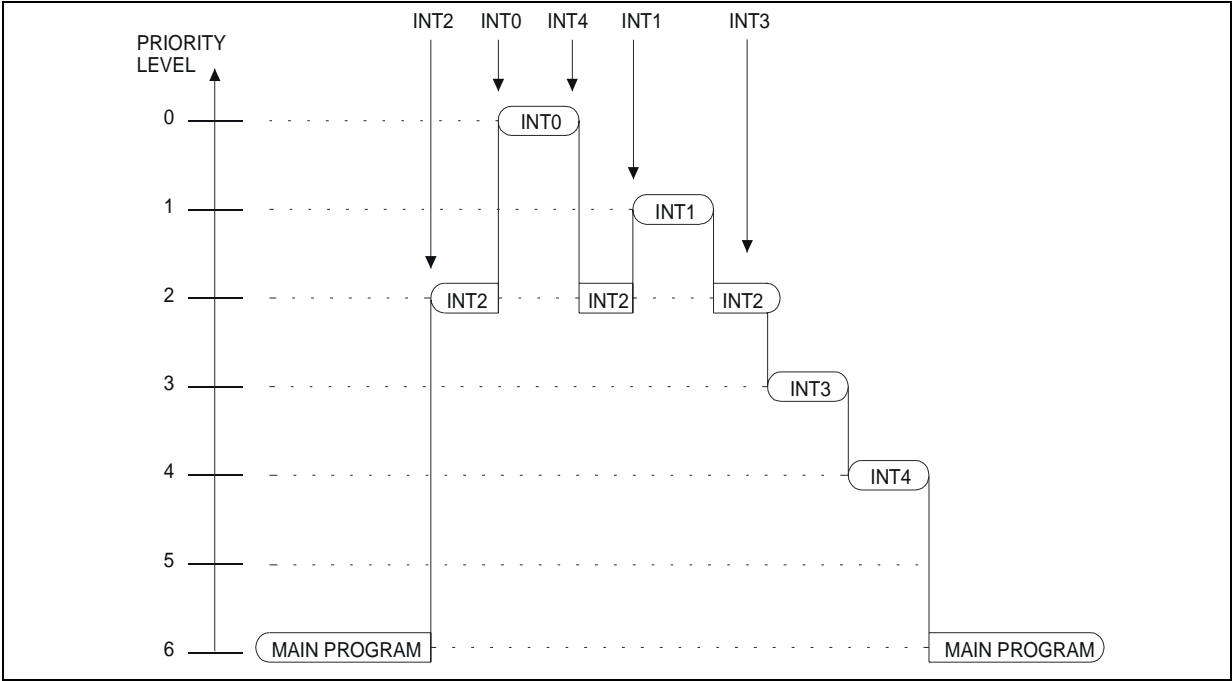 INT2 INT0 INT4 INT1 INT3
PRIORITY
LEVEL
0
INT0
1
INT1
2
INT2
INT2
INT2
3
INT3
4
INT4
5
6
MAIN PROGRAM
MAIN PROGRAM